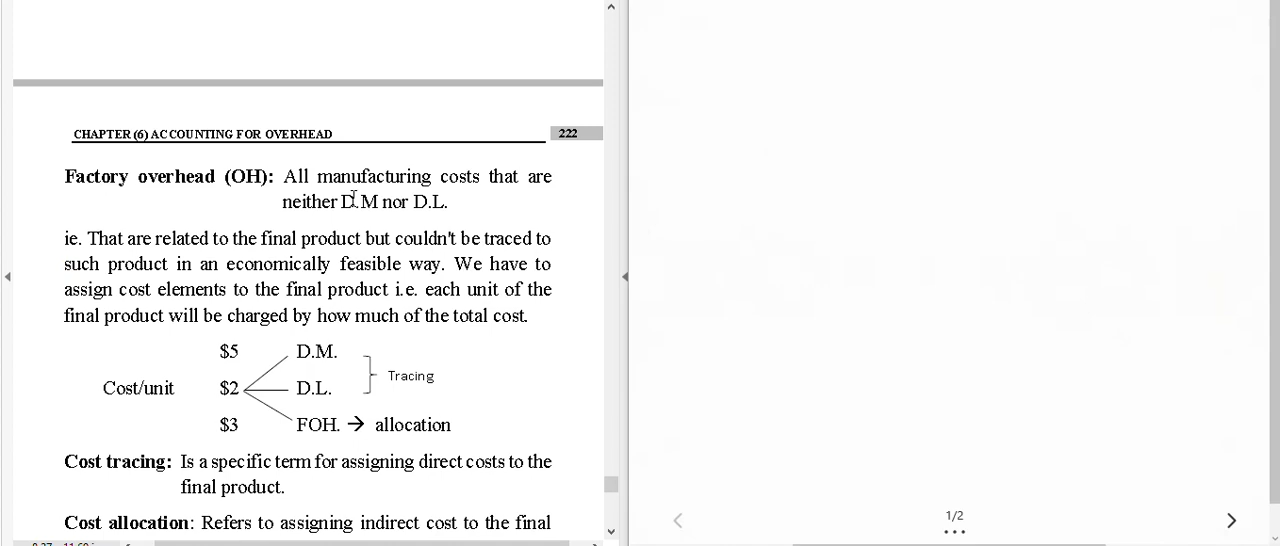 CHAPTER (6) ACCOUNTING FOR OVERHEAD 222
Factory overhead (OH): All manufacturing costs that are
neither D.M nor D.L.
ie. That are related to the final product but couldn't be traced to
such product in an economically feasible way. We have to
assign cost elements to the final product i.e. each unit of the
final product will be charged by how much of the total cost.
$5 D.M.
Cost/unit $2 D.L. Tracing
$3 FOH. → allocation
Cost tracing: Is a specific term for assigning direct costs to the
final product.
Cost allocation: Refers to assigning indirect cost to the final
1/2